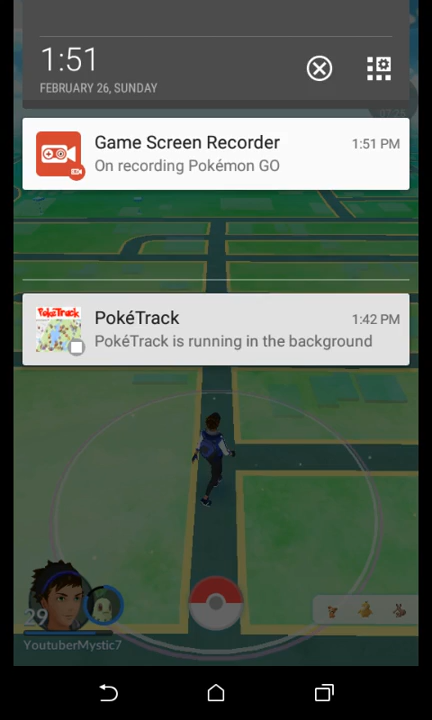 1:51
FEBRUARY 26, SUNDAY
Game Screen Recorder
1:51 PM
On recording Pokémon GO
PokéTrack
PokéTrack
1:42 PM
PokéTrack is running in the background
29
YoutuberMystic7